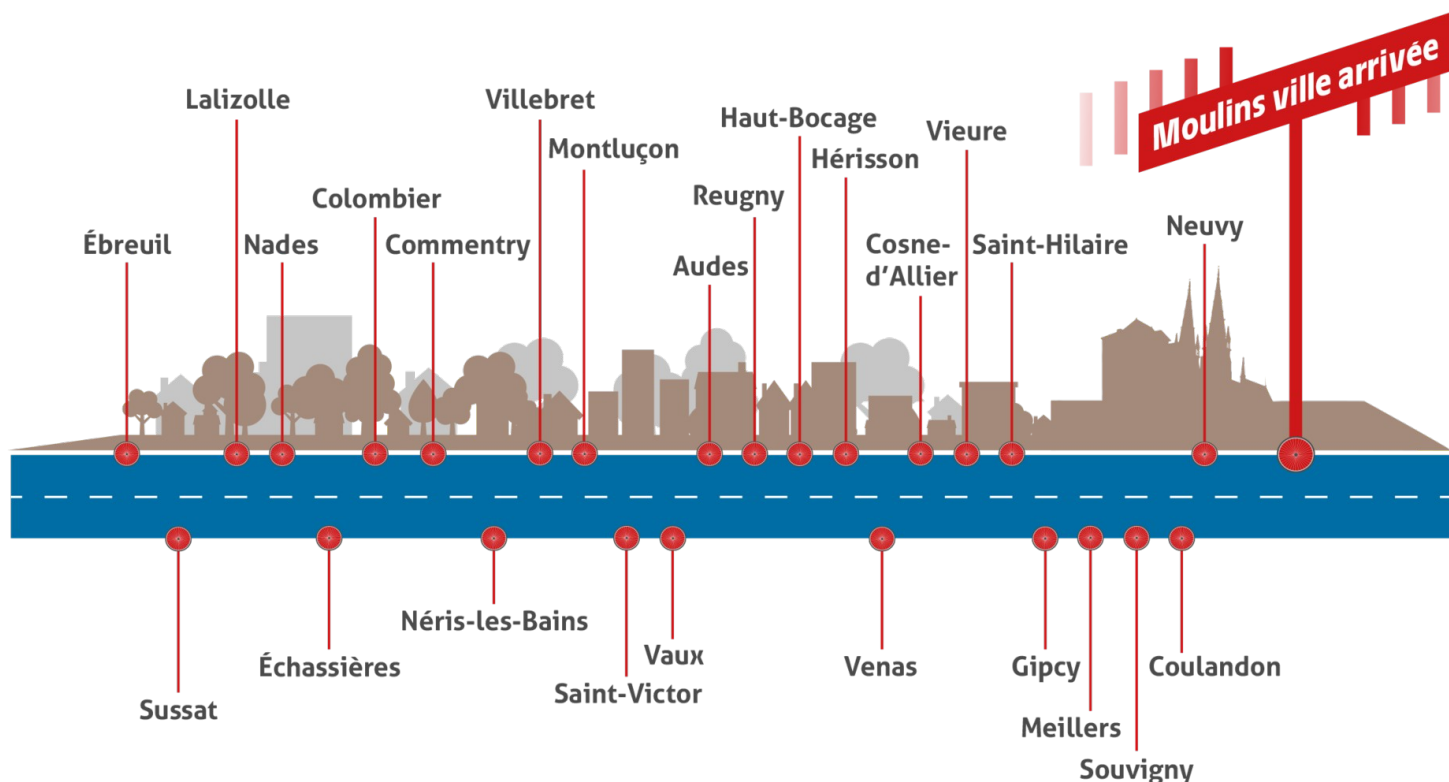 Moulins ville arrivée
Lalizolle
Villebret
Haut-Bocage
Vieure
Montluçon
Hérisson
Colombier
Reugny
Neuvy
Ébreuil
Nades
Commentry
Cosne-
d’Allier
Saint-Hilaire
Audes
Néris-les-Bains
Échassières
Vaux
Venas
Gipcy
Coulandon
Saint-Victor
Sussat
Meillers
Souvigny